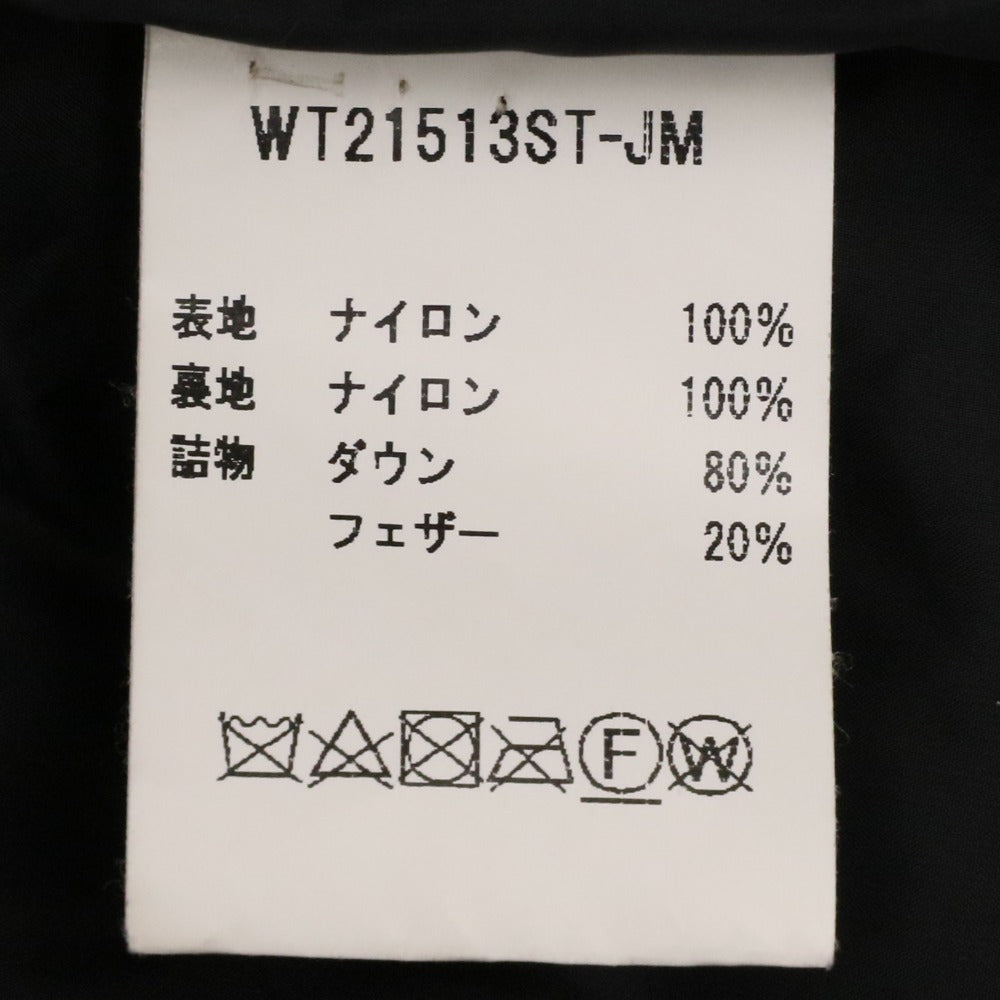 WT21513ST-JM
表地 ナイロン 100%
裏地 ナイロン 100%
詰物 ダウン 80%
フェザー 20%
F W